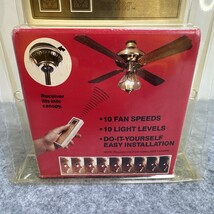 Receiver
fits into
canopy
• 10 FAN SPEEDS
• 10 LIGHT LEVELS
• DO-IT-YOURSELF
EASY INSTALLATION